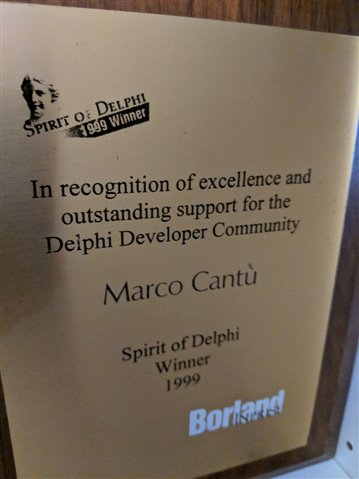 SPIRIT OF DELPHI
1999 Winner
In recognition of excellence and
outstanding support for the
Delphi Developer Community
Marco Cantù
Spirit of Delphi
Winner
1999
Borland